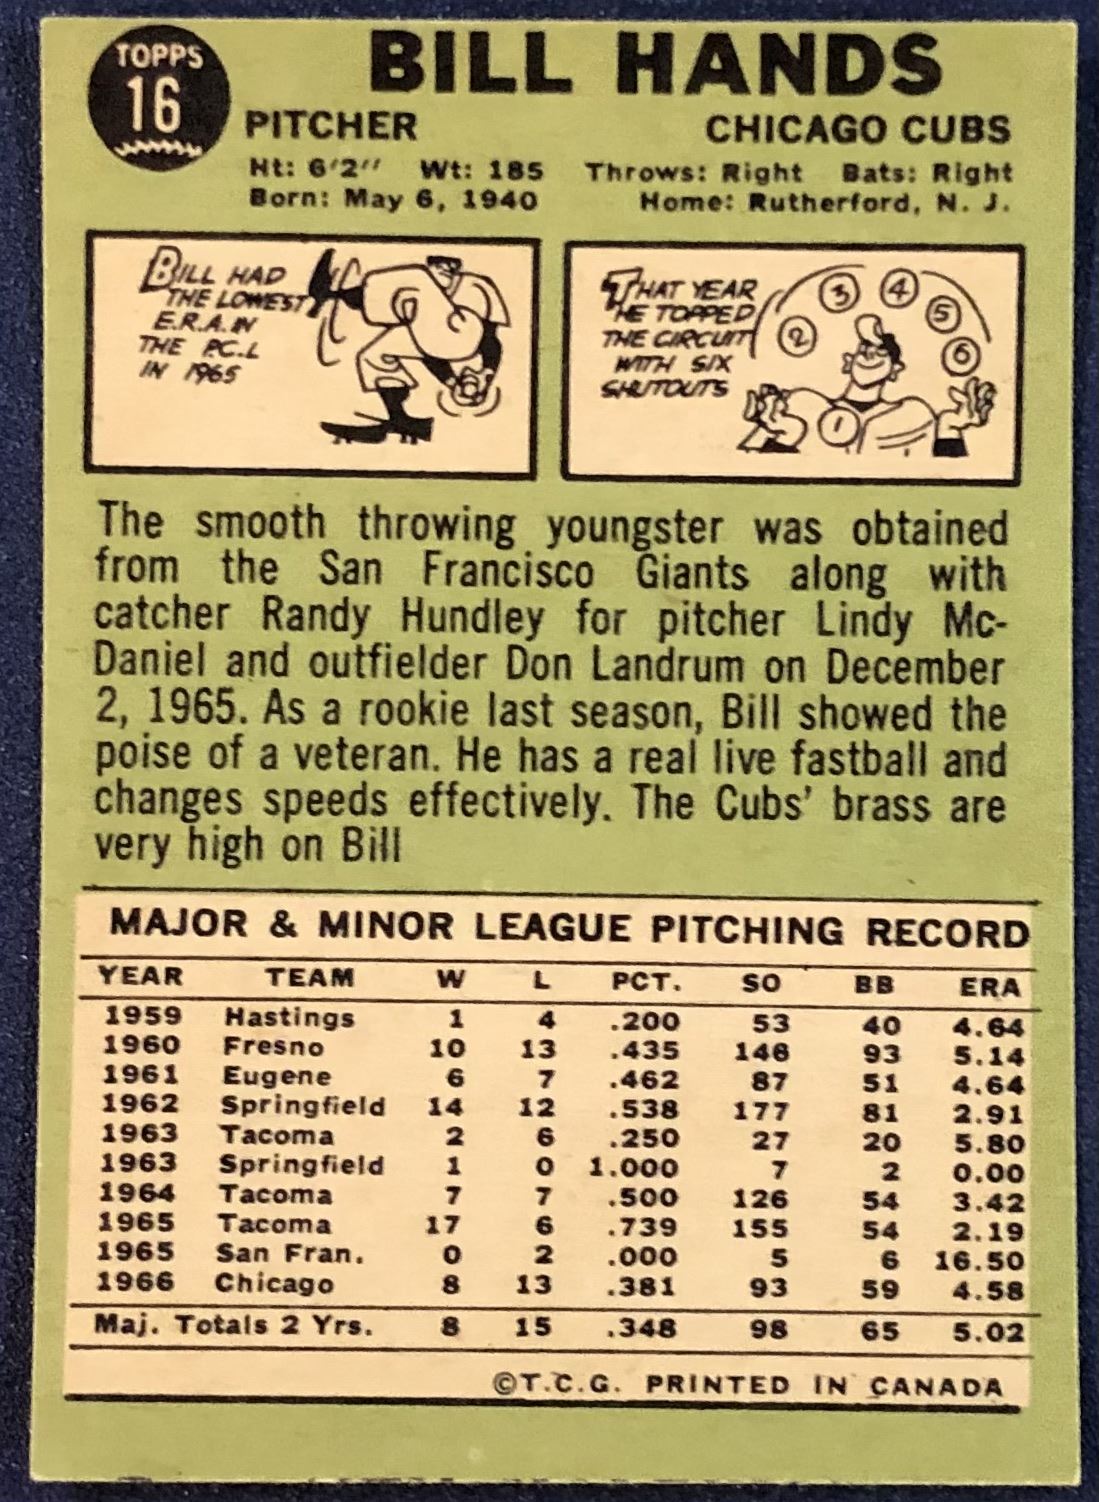 TOPPS
16
BILL HANDS
PITCHER CHICAGO CUBS
Ht: 6'2" Wt: 185 Throws: Right Bats: Right
Born: May 6, 1940 Home: Rutherford, N. J.
BILL HAD
THE LOWEST
E.R.A. IN
THE P.C.L
IN 1965
THAT YEAR
HE TOPPED
THE CIRCUIT
WITH SIX
SHUTOUTS
1 2 3 4 5 6
The smooth throwing youngster was obtained
from the San Francisco Giants along with
catcher Randy Hundley for pitcher Lindy Mc-
Daniel and outfielder Don Landrum on December
2, 1965. As a rookie last season, Bill showed the
poise of a veteran. He has a real live fastball and
changes speeds effectively. The Cubs' brass are
very high on Bill
MAJOR & MINOR LEAGUE PITCHING RECORD
YEAR TEAM W L PCT. SO BB ERA
1959 Hastings 1 4 .200 53 40 4.64
1960 Fresno 10 13 .435 146 93 5.14
1961 Eugene 6 7 .462 87 51 4.64
1962 Springfield 14 12 .538 177 81 2.91
1963 Tacoma 2 6 .250 27 20 5.80
1963 Springfield 1 0 1.000 7 2 0.00
1964 Tacoma 7 7 .500 126 54 3.42
1965 Tacoma 17 6 .739 155 54 2.19
1965 San Fran. 0 2 .000 5 6 16.50
1966 Chicago 8 13 .381 93 59 4.58
Maj. Totals 2 Yrs. 8 15 .348 98 65 5.02
©T.C.G. PRINTED IN CANADA